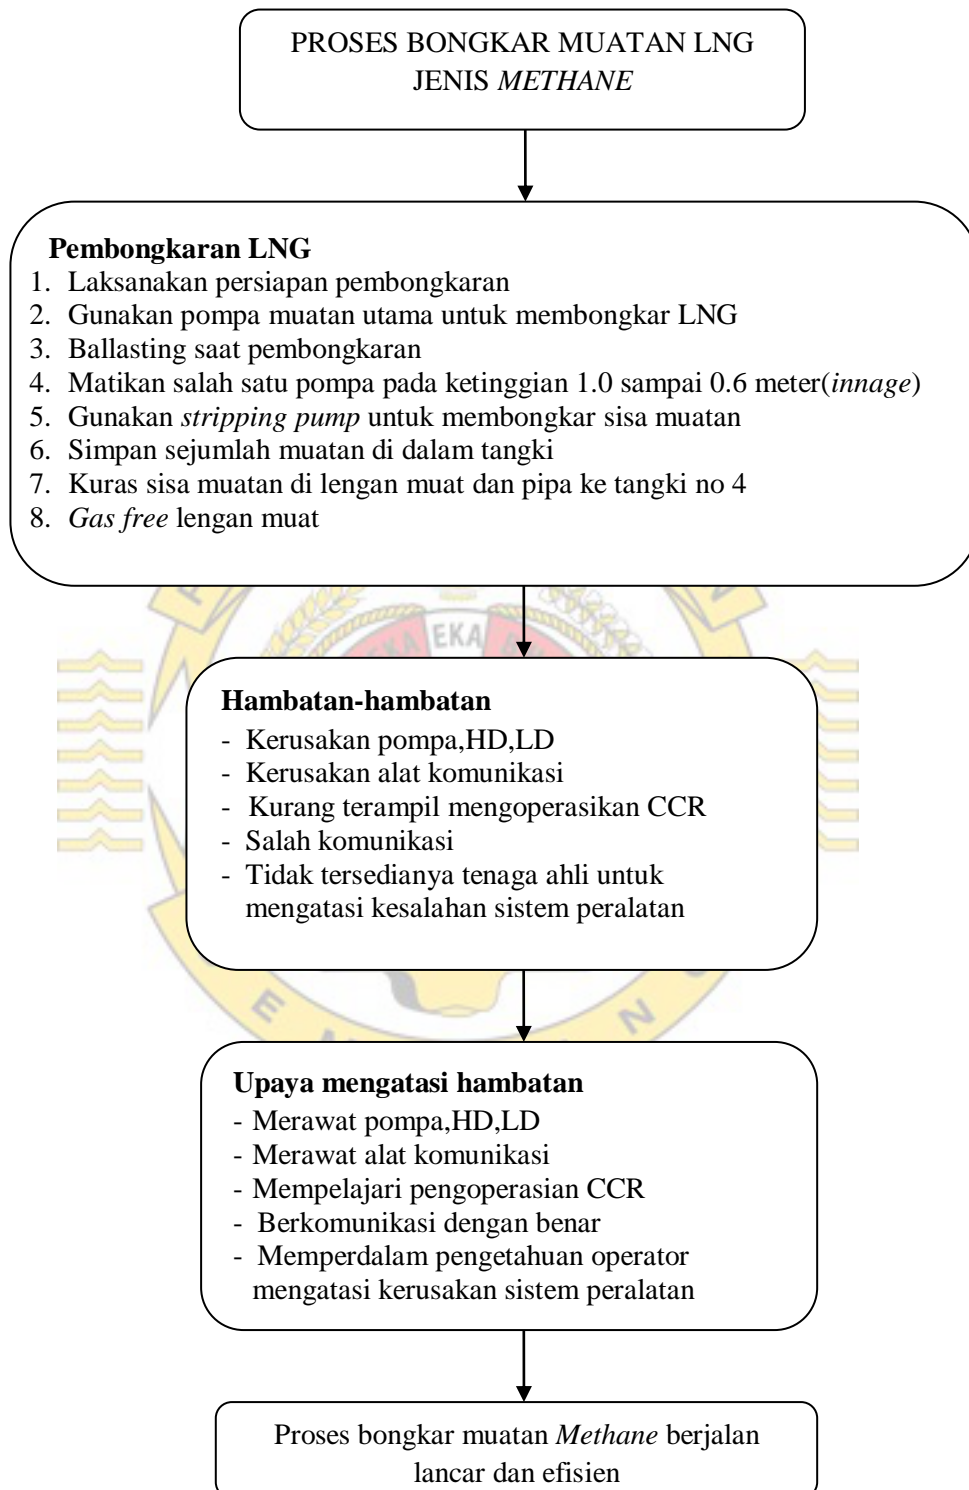 PROSES BONGKAR MUATAN LNG
JENIS METHANE
Pembongkaran LNG
1. Laksanakan persiapan pembongkaran
2. Gunakan pompa muatan utama untuk membongkar LNG
3. Ballasting saat pembongkaran
4. Matikan salah satu pompa pada ketinggian 1.0 sampai 0.6 meter(innage)
5. Gunakan stripping pump untuk membongkar sisa muatan
6. Simpan sejumlah muatan di dalam tangki
7. Kuras sisa muatan di lengan muat dan pipa ke tangki no 4
8. Gas free lengan muat
EKA
Hambatan-hambatan
- Kerusakan pompa,HD,LD
- Kerusakan alat komunikasi
- Kurang terampil mengoperasikan CCR
- Salah komunikasi
- Tidak tersedianya tenaga ahli untuk
mengatasi kesalahan sistem peralatan
Upaya mengatasi hambatan
- Merawat pompa,HD,LD
- Merawat alat komunikasi
- Mempelajari pengoperasian CCR
- Berkomunikasi dengan benar
- Memperdalam pengetahuan operator
mengatasi kerusakan sistem peralatan
Proses bongkar muatan Methane berjalan
lancar dan efisien